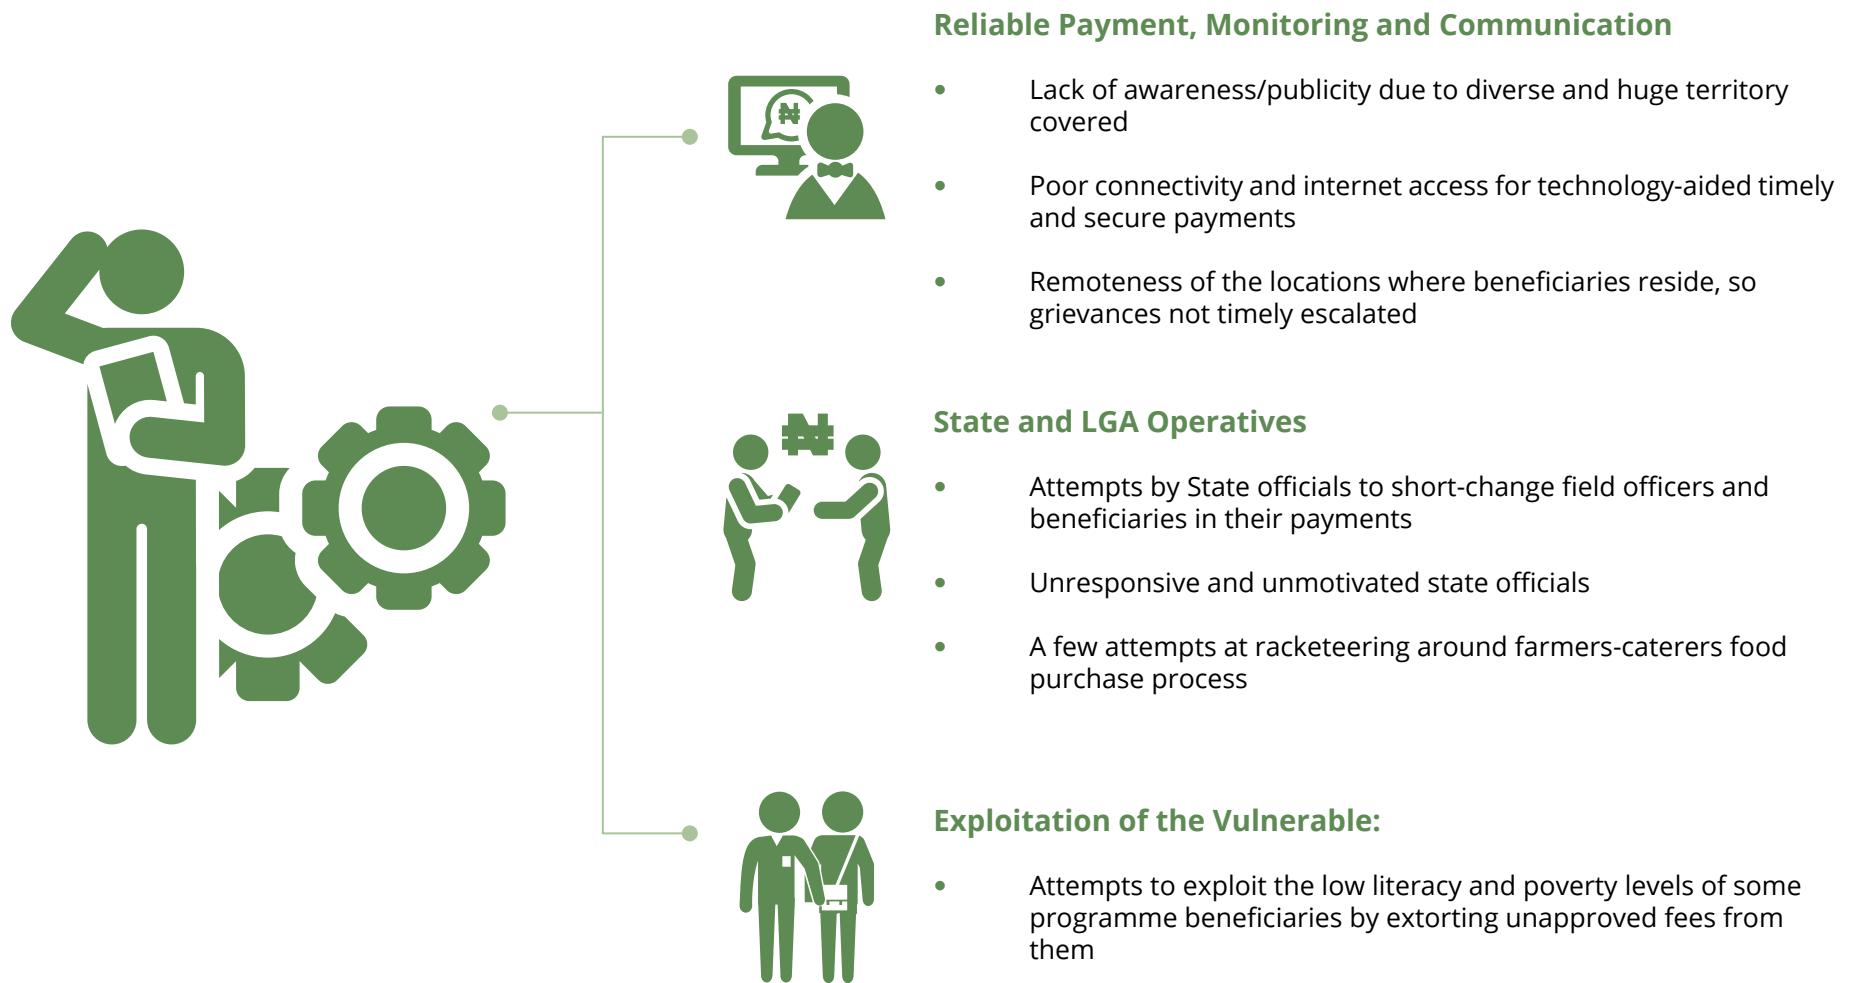 Reliable Payment, Monitoring and Communication
₦
• Lack of awareness/publicity due to diverse and huge territory
covered
• Poor connectivity and internet access for technology-aided timely
and secure payments
• Remoteness of the locations where beneficiaries reside, so
grievances not timely escalated
₦
State and LGA Operatives
• Attempts by State officials to short-change field officers and
beneficiaries in their payments
• Unresponsive and unmotivated state officials
• A few attempts at racketeering around farmers-caterers food
purchase process
Exploitation of the Vulnerable:
• Attempts to exploit the low literacy and poverty levels of some
programme beneficiaries by extorting unapproved fees from
them